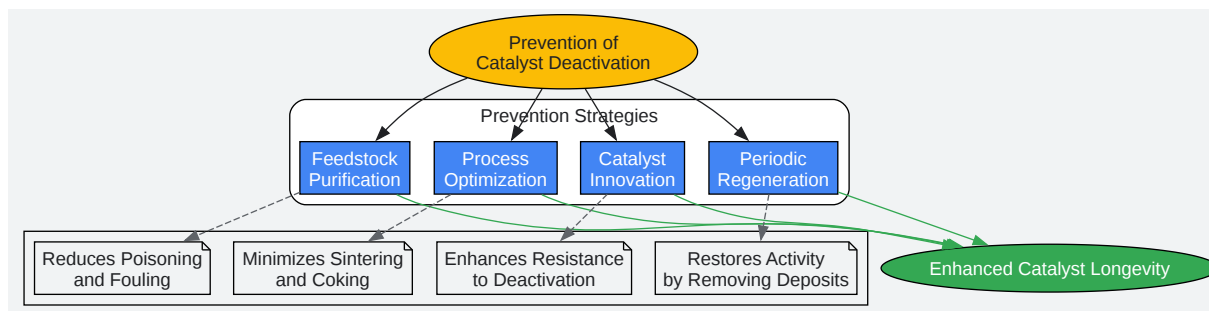 Prevention of
Catalyst Deactivation
Prevention Strategies
Feedstock
Purification
Process
Optimization
Catalyst
Innovation
Periodic
Regeneration
Reduces Poisoning
and Fouling
Minimizes Sintering
and Coking
Enhances Resistance
to Deactivation
Restores Activity
by Removing Deposits
Enhanced Catalyst Longevity